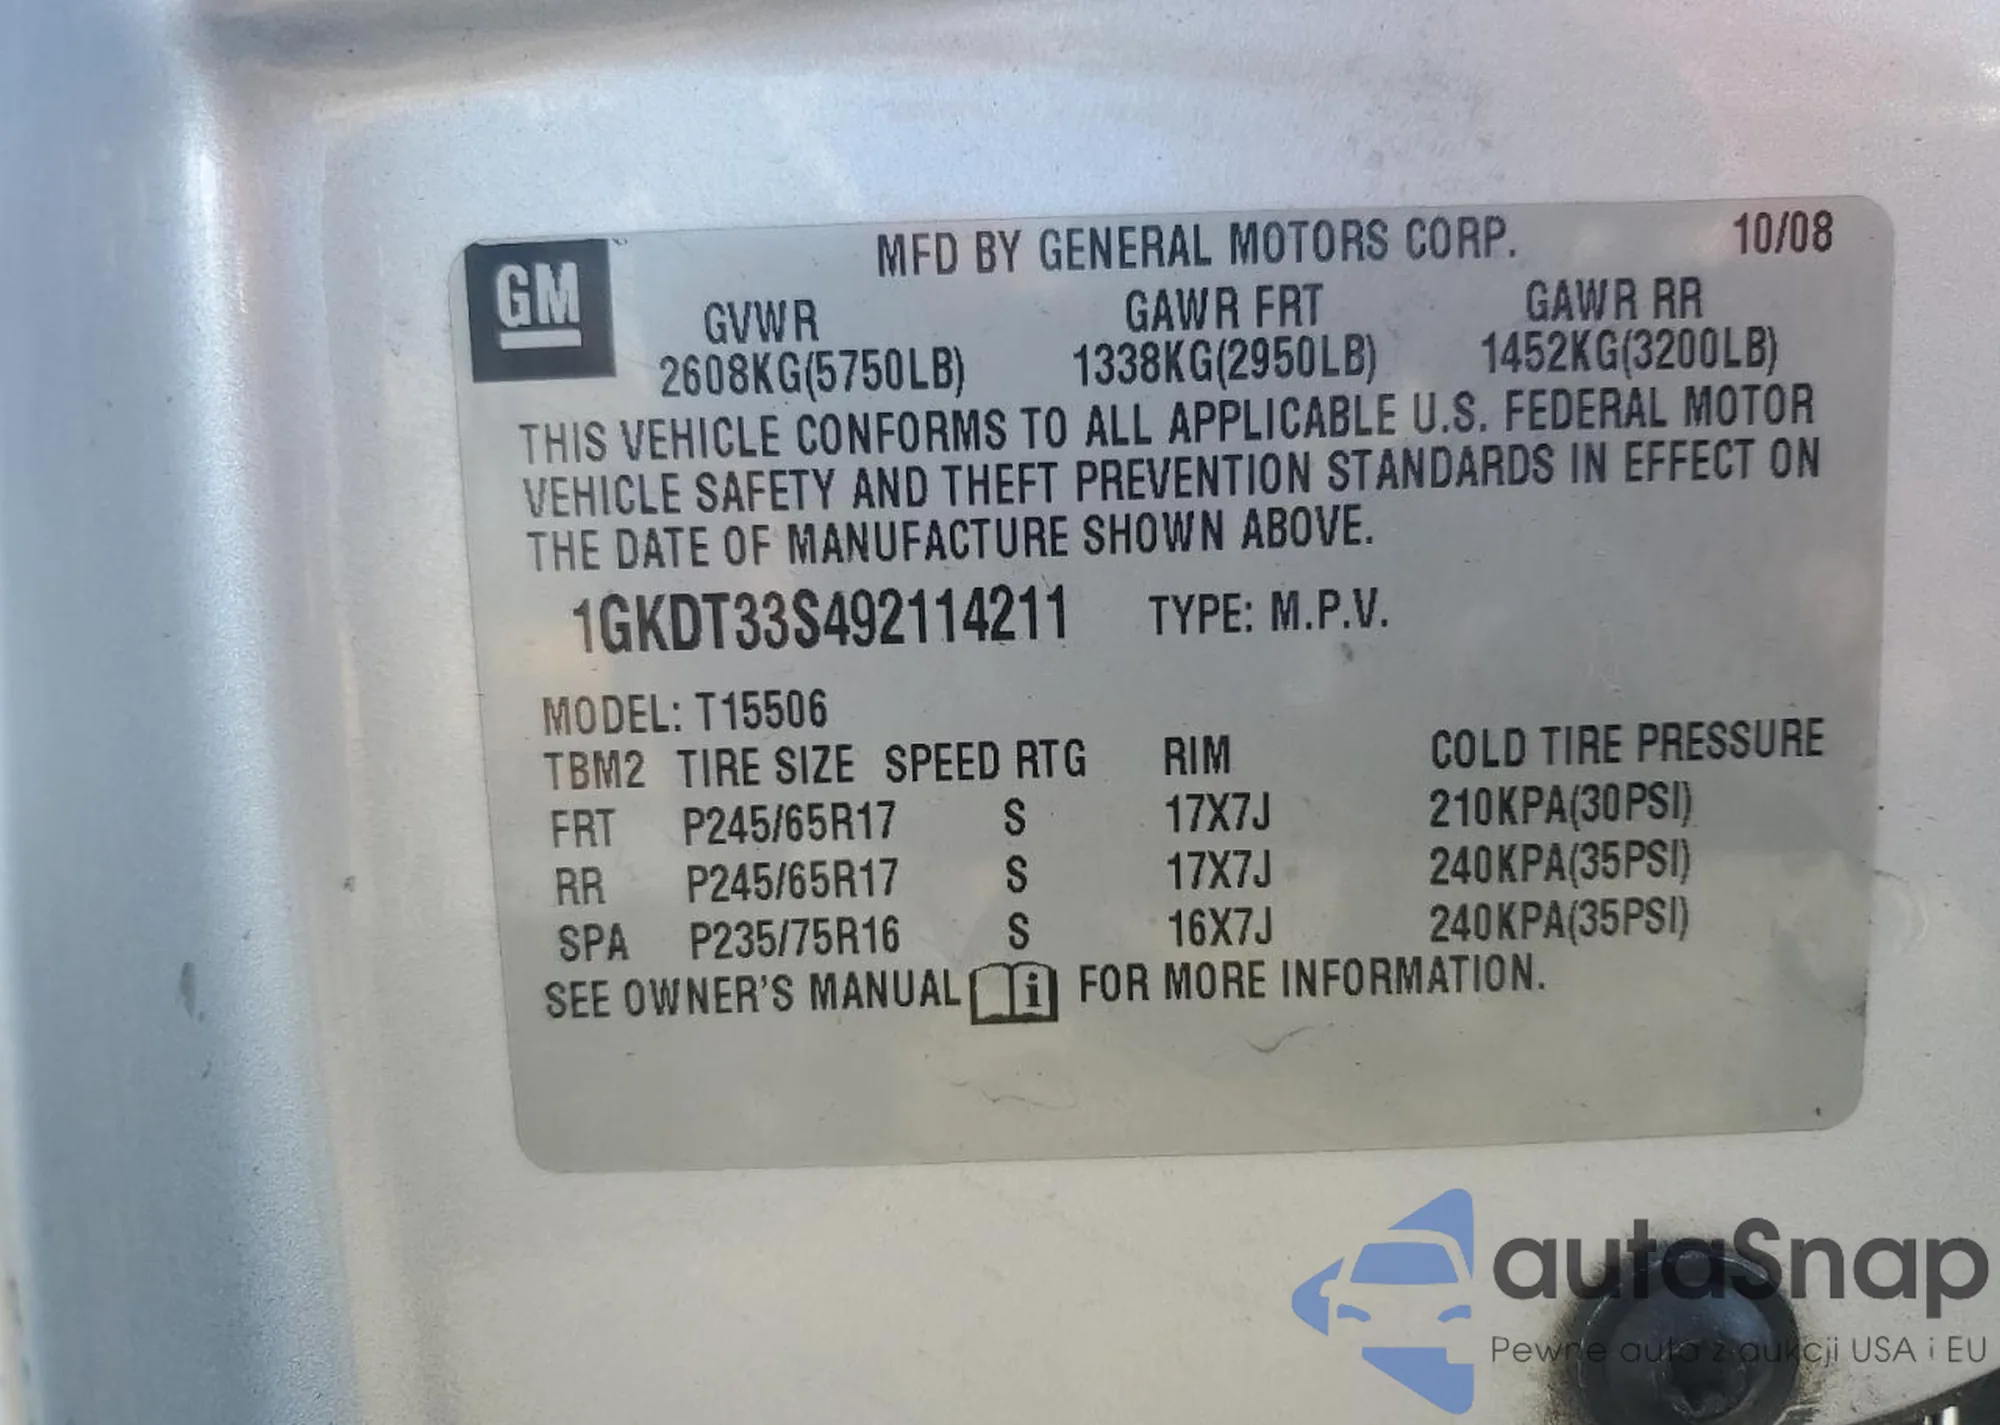 MFD BY GENERAL MOTORS CORP. 10/08
GM
GVWR GAWR FRT GAWR RR
2608KG(5750LB) 1338KG(2950LB) 1452KG(3200LB)
THIS VEHICLE CONFORMS TO ALL APPLICABLE U.S. FEDERAL MOTOR
VEHICLE SAFETY AND THEFT PREVENTION STANDARDS IN EFFECT ON
THE DATE OF MANUFACTURE SHOWN ABOVE.
1GKDT33S492114211 TYPE: M.P.V.
MODEL: T15506
TBM2 TIRE SIZE SPEED RTG RIM COLD TIRE PRESSURE
FRT P245/65R17 S 17X7J 210KPA(30PSI)
RR P245/65R17 S 17X7J 240KPA(35PSI)
SPA P235/75R16 S 16X7J 240KPA(35PSI)
SEE OWNER'S MANUAL i FOR MORE INFORMATION.
autaSnap
Pewne auta z aukcji USA i EU